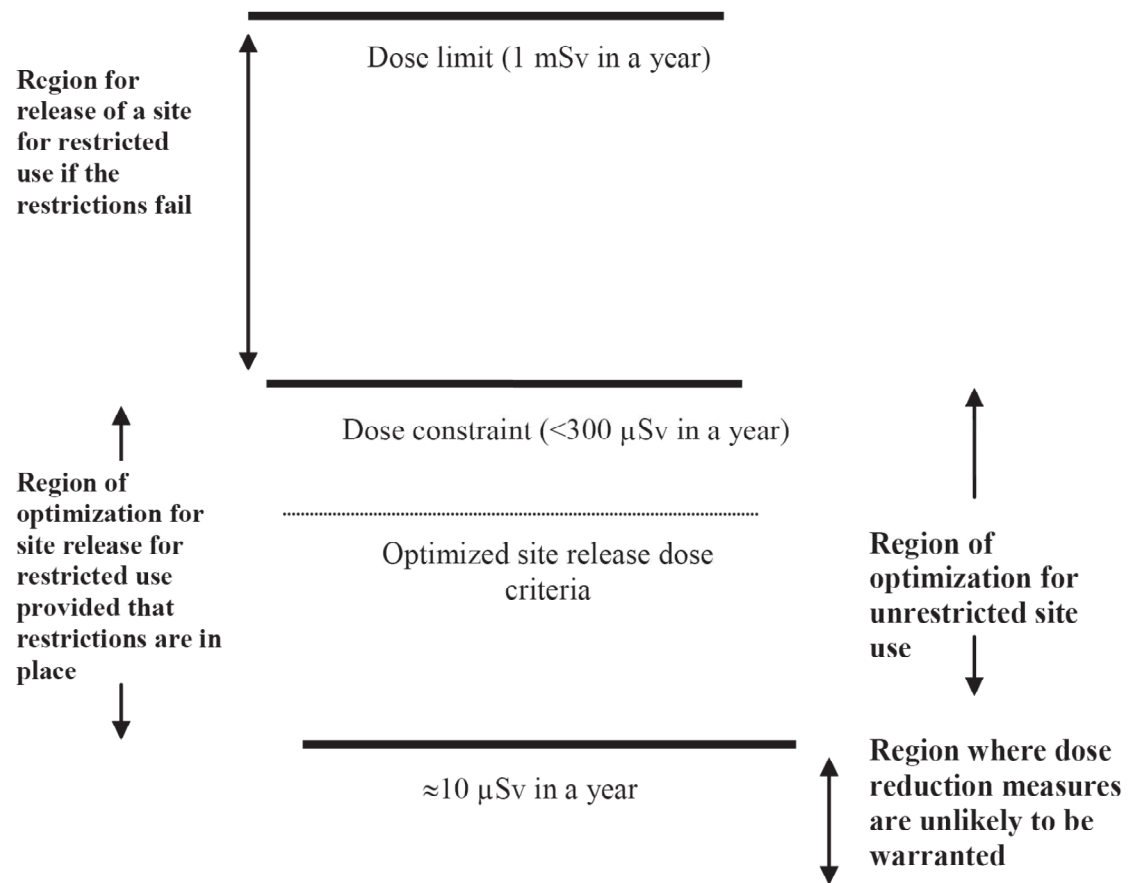 Dose limit (1 mSv in a year)
Region for
release of a site
for restricted
use if the
restrictions fail
Dose constraint (<300 μSv in a year)
Region of
optimization for
site release for
restricted use
provided that
restrictions are in
place
Optimized site release dose
criteria
Region of
optimization for
unrestricted site
use
≈10 μSv in a year
Region where dose
reduction measures
are unlikely to be
warranted